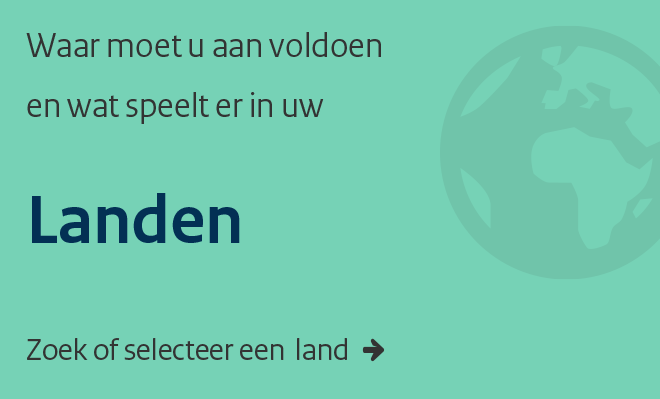 Waar moet u aan voldoen
en wat speelt er in uw
Landen
Zoek of selecteer een land →